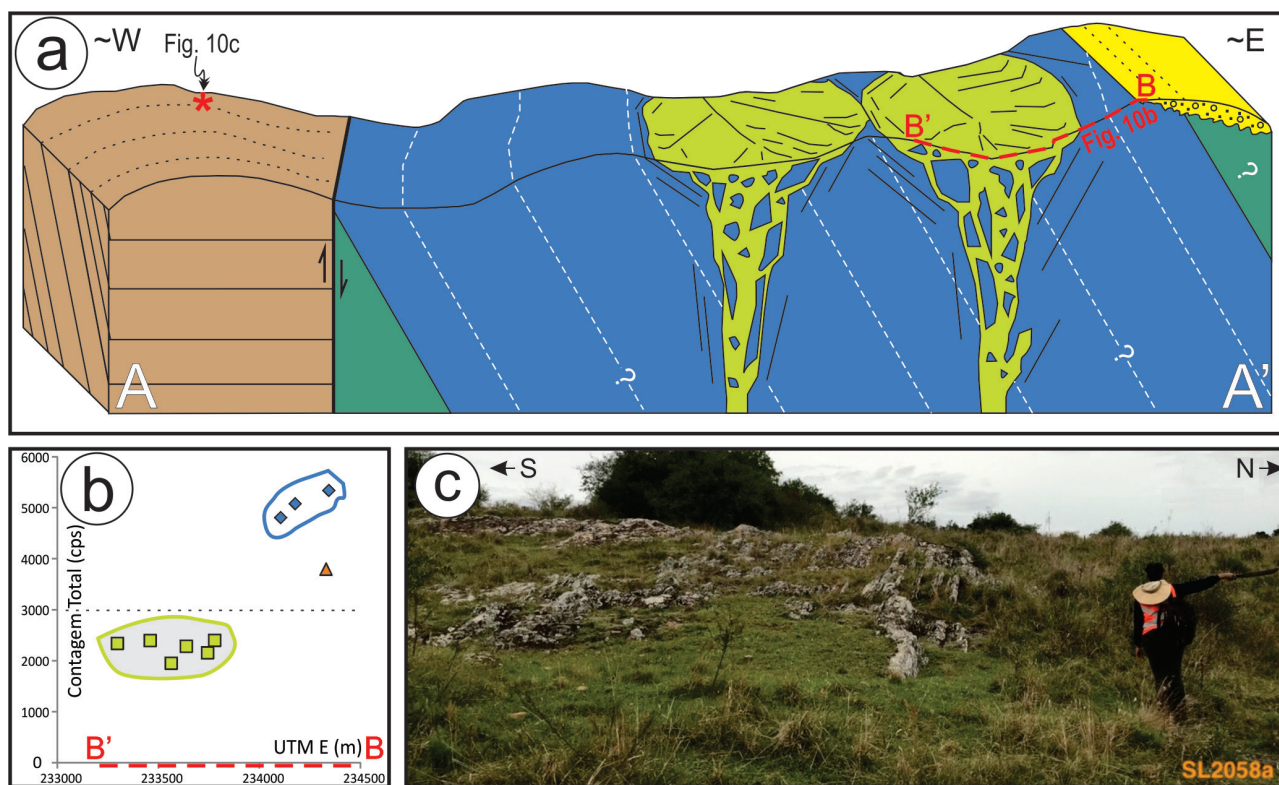 a
~W
Fig. 10c
*
~E
B
B'
Fig. 10b
?
?
?
A
A'
b
6000
5000
4000
3000
2000
1000
0
Contagem-Total (cps)
B'
UTM E (m)
B
233000
233500
234000
234500
c
←S
N→
SL2058a